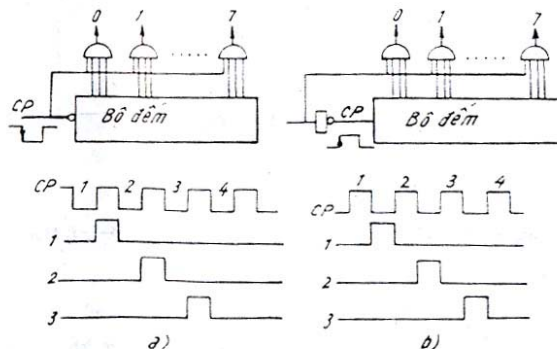 0 1 7
.....
CP
Bộ đếm
CP 1 2 3 4
1
2
3
a)
0 1 7
.....
CP
Bộ đếm
1 2 3 4
CP
1
2
3
b)